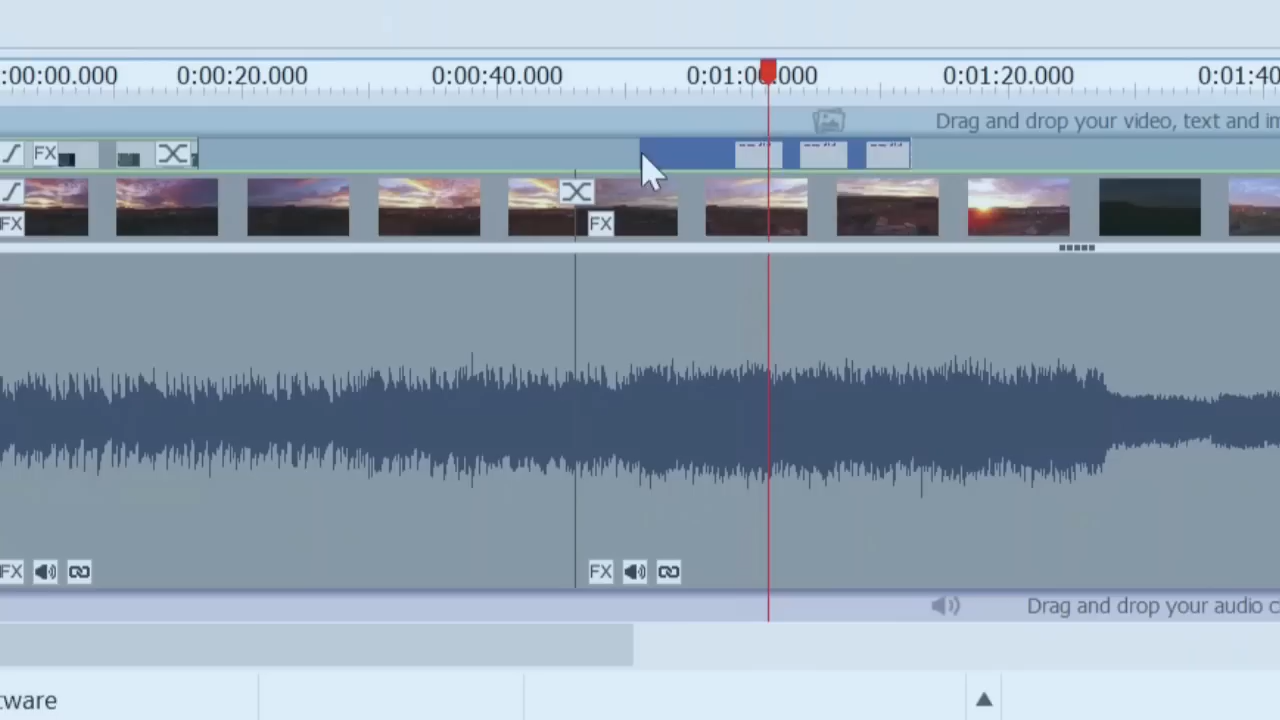 :00:00.000 0:00:20.000 0:00:40.000 0:01:00.000 0:01:20.000 0:01:40
Drag and drop your video, text and im
FX
FX FX
FX FX
Drag and drop your audio c
tware